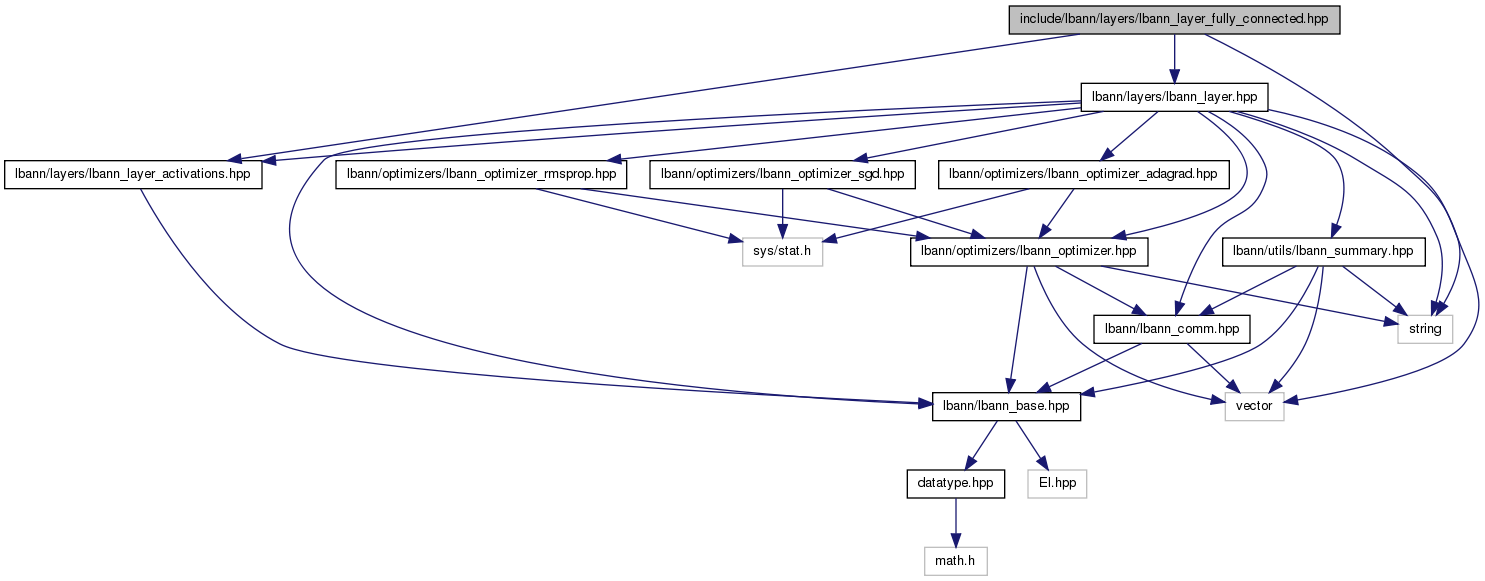 include/lbann/layers/lbann_layer_fully_connected.hpp
lbann/layers/lbann_layer.hpp
lbann/layers/lbann_layer_activations.hpp
lbann/optimizers/lbann_optimizer_rmsprop.hpp
lbann/optimizers/lbann_optimizer_sgd.hpp
lbann/optimizers/lbann_optimizer_adagrad.hpp
sys/stat.h
lbann/optimizers/lbann_optimizer.hpp
lbann/utils/lbann_summary.hpp
lbann/lbann_comm.hpp
string
lbann/lbann_base.hpp
vector
datatype.hpp
El.hpp
math.h